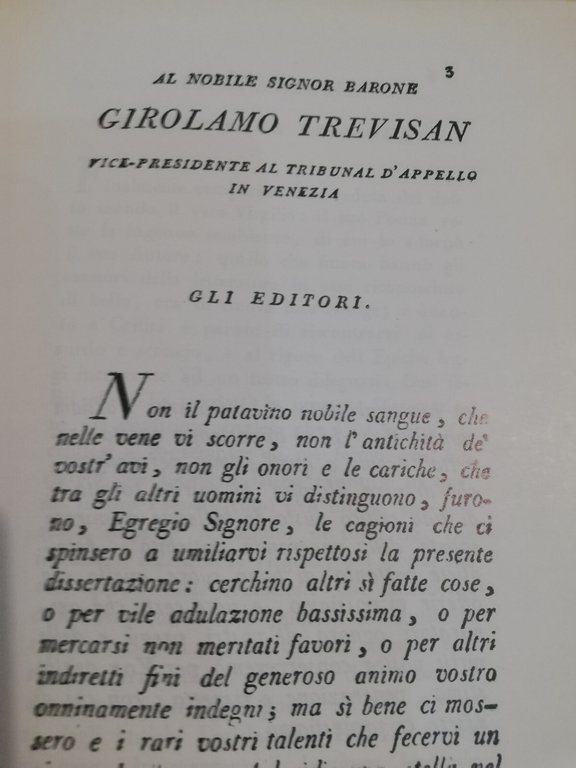 3
AL NOBILE SIGNOR BARONE
GIROLAMO TREVISAN
VICE-PRESIDENTE AL TRIBUNAL D'APPELLO
IN VENEZIA
GLI EDITORI.
Non il patavino nobile sangue, che
nelle vene vi scorre, non l'antichità de'
vostr' avi, non gli onori e le cariche, che
tra gli altri uomini vi distinguono, furo-
no, Egregio Signore, le cagioni che ci
spinsero a umiliarvi rispettosi la presente
dissertazione: cerchino altri sì fatte cose,
o per vile adulazione bassissima, o per
mercarsi non meritati favori, o per altri
indiretti fini del generoso animo vostro
onninamente indegni; ma sì bene ci mos-
sero e i rari vostri talenti che fecervi un